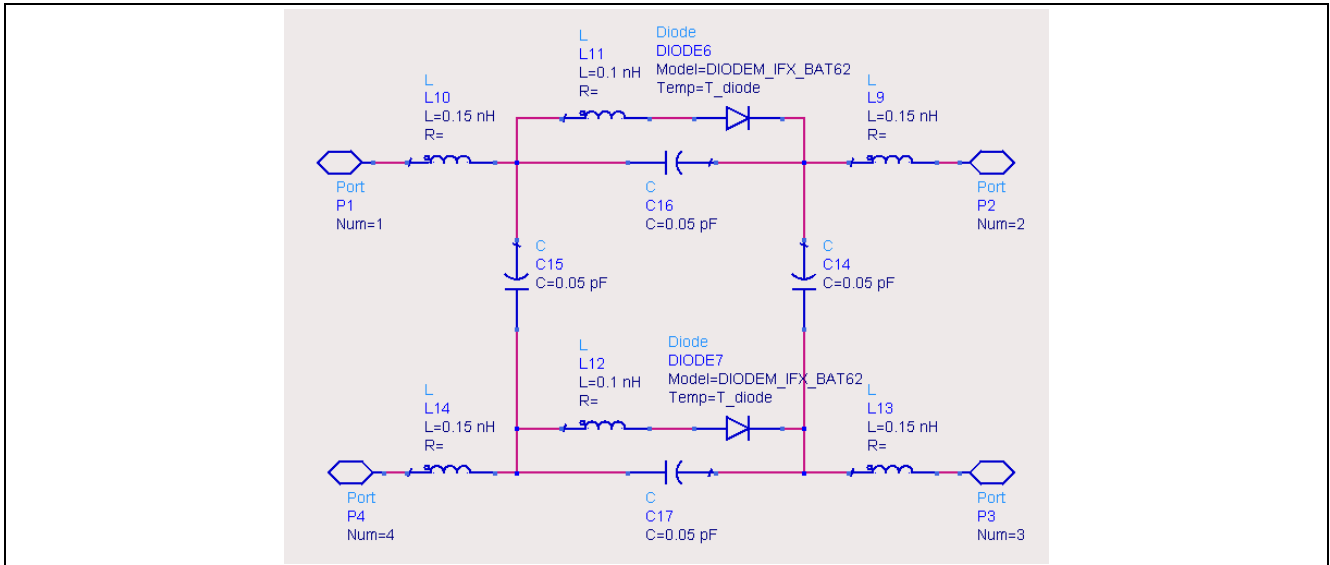 L
L11
L=0.1 nH
R=
Diode
DIODE6
Model=DIODEM_IFX_BAT62
Temp=T_diode
L
L10
L=0.15 nH
R=
L
L9
L=0.15 nH
R=
Port
P1
Num=1
C
C16
C=0.05 pF
Port
P2
Num=2
C
C15
C=0.05 pF
C
C14
C=0.05 pF
L
L12
L=0.1 nH
R=
Diode
DIODE7
Model=DIODEM_IFX_BAT62
Temp=T_diode
L
L14
L=0.15 nH
R=
L
L13
L=0.15 nH
R=
Port
P4
Num=4
C
C17
C=0.05 pF
Port
P3
Num=3